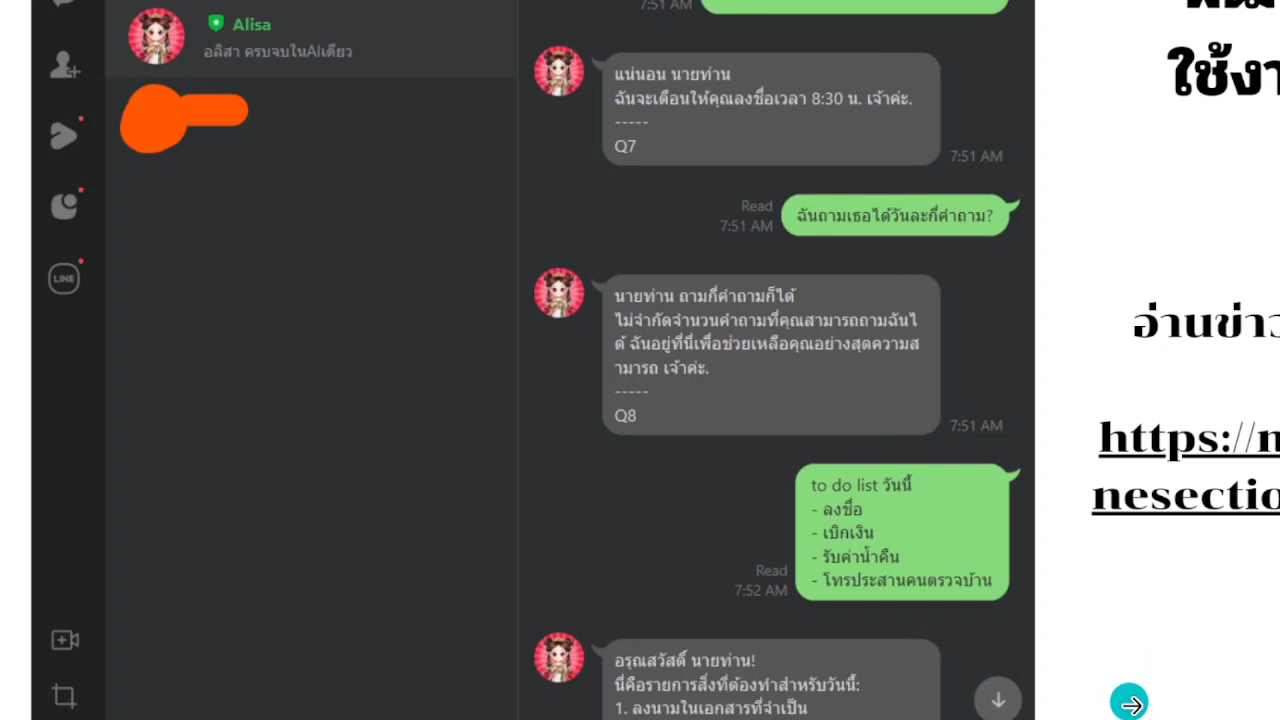 Alisa
อลิสา ครบจบในAIเดียว
LINE
7:51 AM
แน่นอน นายท่าน
ฉันจะเตือนให้คุณลงชื่อเวลา 8:30 น. เจ้าค่ะ.
-----
Q7
7:51 AM
Read
7:51 AM
ฉันถามเธอได้วันละกี่คำถาม?
นายท่าน ถามกี่คำถามก็ได้
ไม่จำกัดจำนวนคำถามที่คุณสามารถถามฉันไ
ด้ ฉันอยู่ที่นี่เพื่อช่วยเหลือคุณอย่างสุดความส
ามารถ เจ้าค่ะ.
-----
Q8
7:51 AM
to do list วันนี้
- ลงชื่อ
- เบิกเงิน
- รับค่าน้ำคืน
- โทรประสานคนตรวจบ้าน
Read
7:52 AM
อรุณสวัสดิ์ นายท่าน!
นี่คือรายการสิ่งที่ต้องทำสำหรับวันนี้:
1. ลงนามในเอกสารที่จำเป็น
ใช้งา
อ่านข่าว
https://n
nesectio